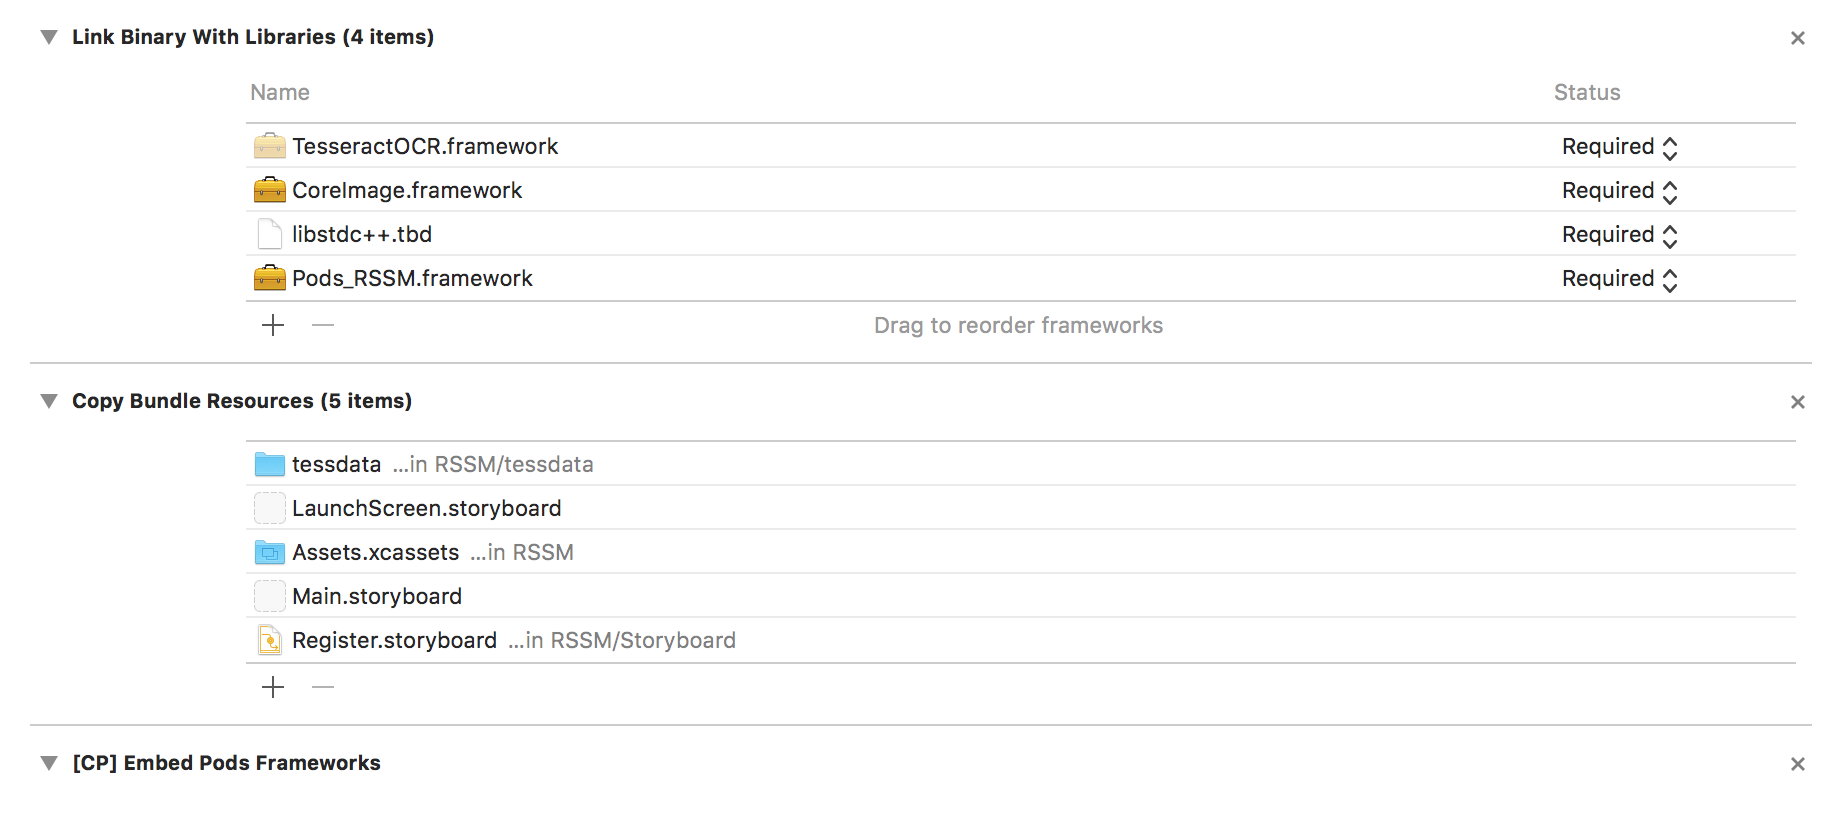 Link Binary With Libraries (4 items)
Name Status
TesseractOCR.framework Required
CoreImage.framework Required
libstdc++.tbd Required
Pods_RSSM.framework Required
Drag to reorder frameworks
Copy Bundle Resources (5 items)
tessdata ...in RSSM/tessdata
LaunchScreen.storyboard
Assets.xcassets ...in RSSM
Main.storyboard
Register.storyboard ...in RSSM/Storyboard
[CP] Embed Pods Frameworks